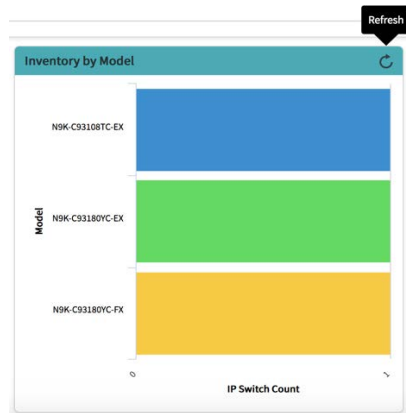 Refresh
Inventory by Model
N9K-C93108TC-EX
N9K-C93180YC-EX
N9K-C93180YC-FX
Model
0
1
IP Switch Count